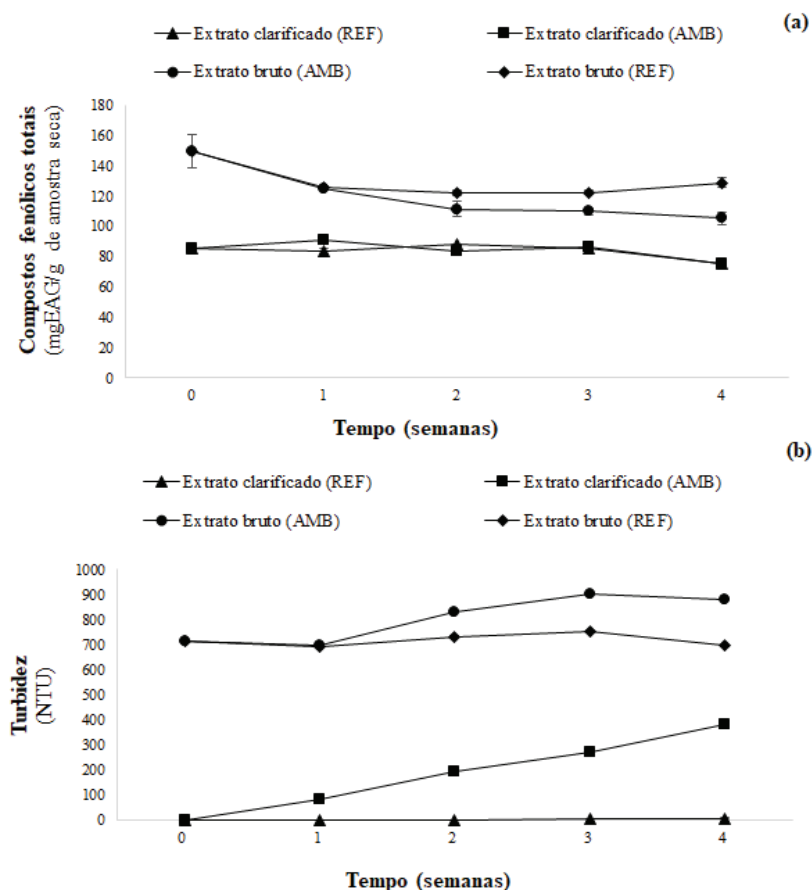 (a)
Extrato clarificado (REF) Extrato clarificado (AMB)
Extrato bruto (AMB) Extrato bruto (REF)
Compostos fenólicos totais
(mgEAG/g de amostra seca)
180
160
140
120
100
80
60
40
20
0
0 1 2 3 4
Tempo (semanas)
(b)
Extrato clarificado (REF) Extrato clarificado (AMB)
Extrato bruto (AMB) Extrato bruto (REF)
Turbidez
(NTU)
1000
900
800
700
600
500
400
300
200
100
0
0 1 2 3 4
Tempo (semanas)